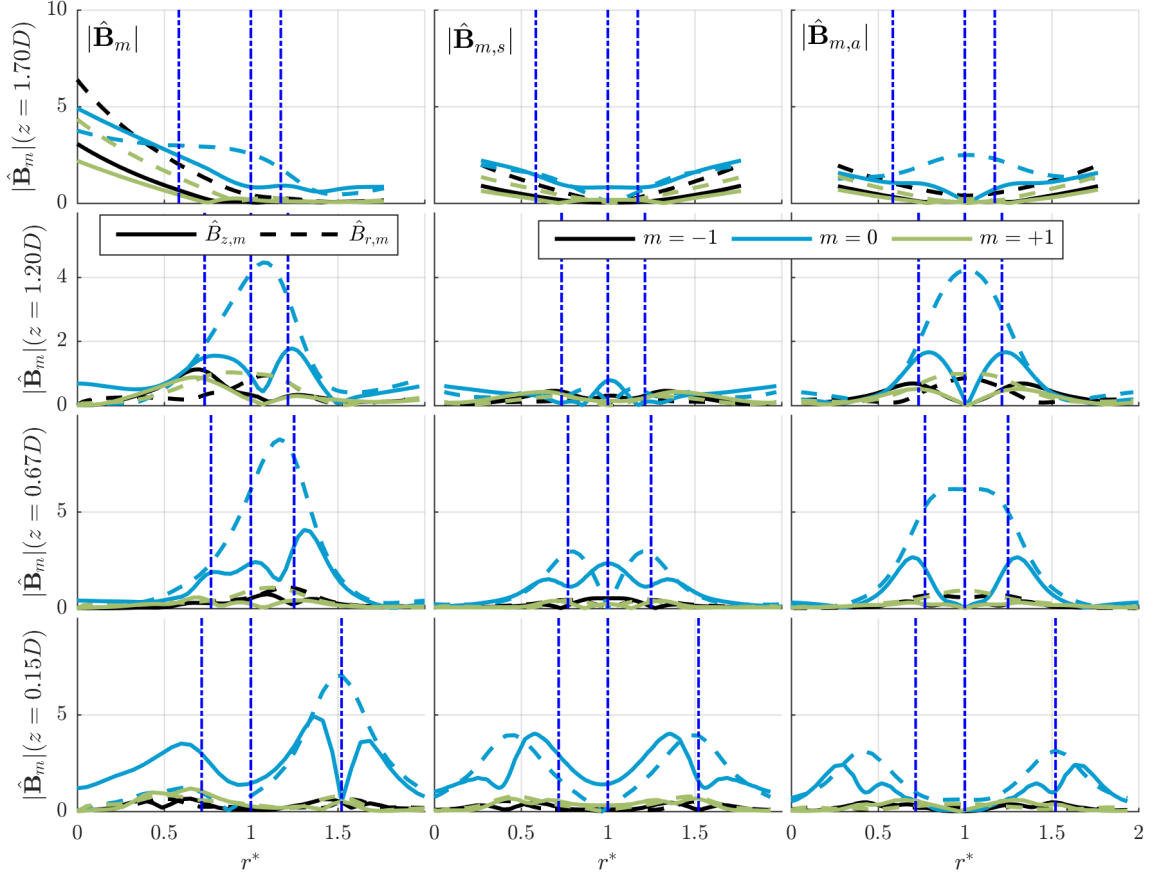 10
5
0
|B̂_m|(z = 1.70D)
|B̂_m|
|B̂_{m,s}|
|B̂_{m,a}|
4
2
0
|B̂_m|(z = 1.20D)
B̂_{z,m} B̂_{r,m}
m = −1 m = 0 m = +1
5
0
|B̂_m|(z = 0.67D)
5
0
|B̂_m|(z = 0.15D)
0 0.5 1 1.5 0 0.5 1 1.5 0 0.5 1 1.5 2
r* r* r*